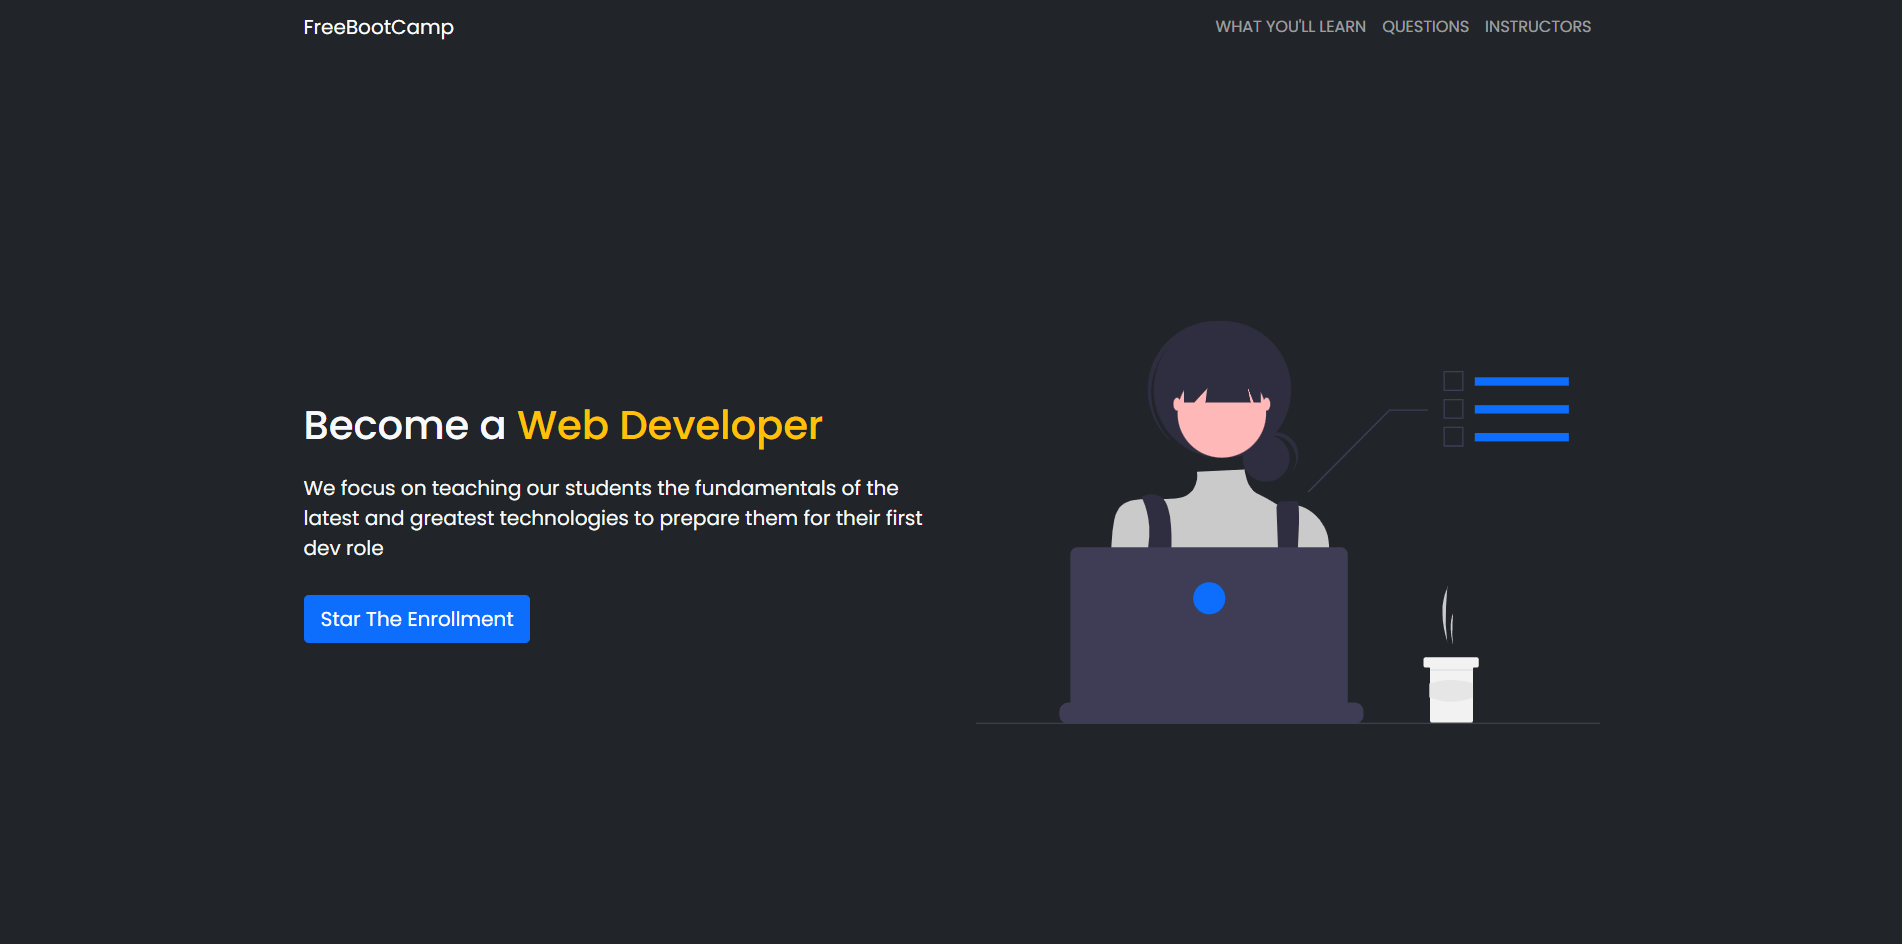 FreeBootCamp
WHAT YOU'LL LEARN QUESTIONS INSTRUCTORS
Become a Web Developer
We focus on teaching our students the fundamentals of the
latest and greatest technologies to prepare them for their first
dev role
Star The Enrollment